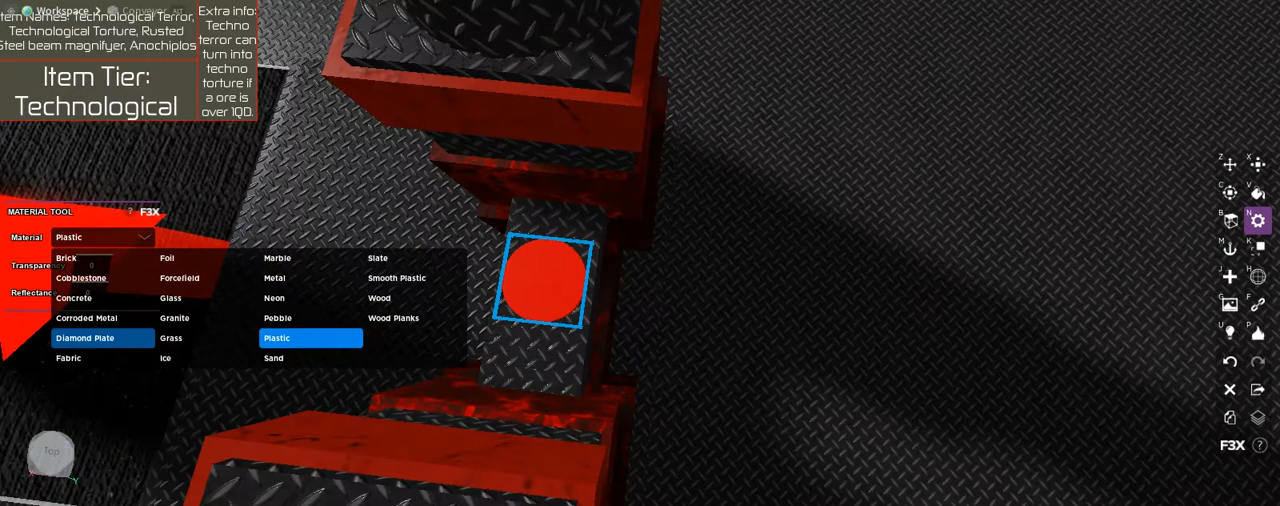 Workspace > Conveyor
Item Names: Technological Terror,
Technological Torture, Rusted
Steel beam magnifyer, Anochiplos
Item Tier:
Technological
Extra info:
Techno
terror can
turn into
techno
torture if
a ore is
over 1QD.
MATERIAL TOOL ? F3X
Material Plastic
Transparency 0
Reflectance 0
Brick Foil Marble Slate
Cobblestone Forcefield Metal Smooth Plastic
Concrete Glass Neon Wood
Corroded Metal Granite Pebble Wood Planks
Diamond Plate Grass Plastic
Fabric Ice Sand
Top
Z X
C V
B N
M K
J H
G F
U P
F3X ?